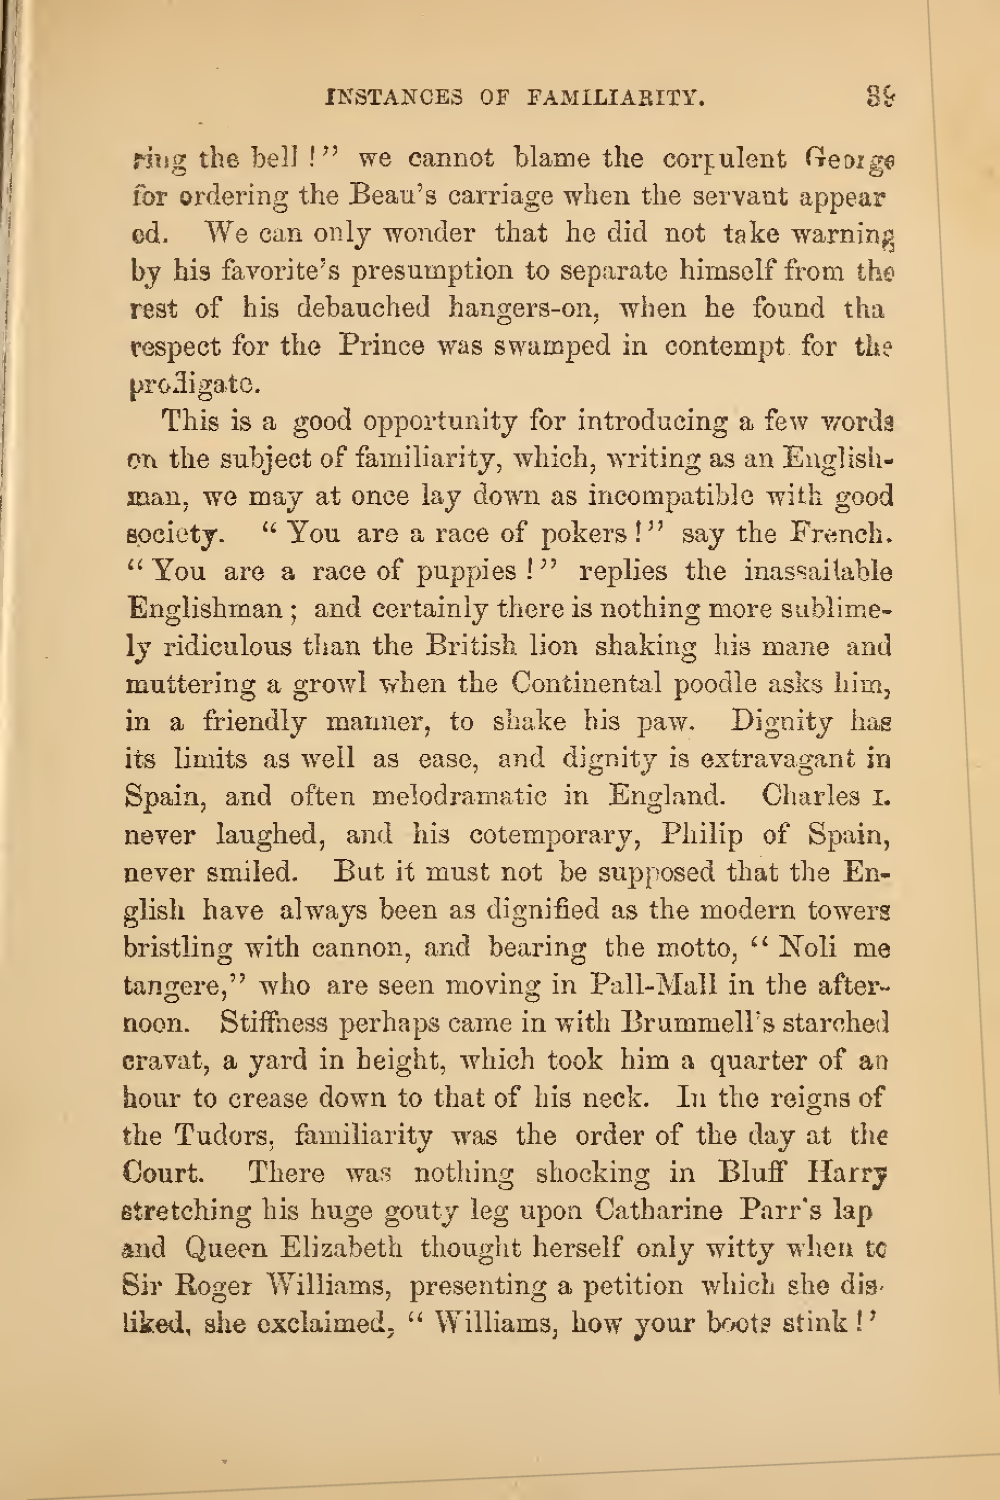 INSTANCES OF FAMILIARITY. 39
ring the bell!" we cannot blame the corpulent George
for ordering the Beau's carriage when the servant appear
ed. We can only wonder that he did not take warning
by his favorite's presumption to separate himself from the
rest of his debauched hangers-on, when he found tha
respect for the Prince was swamped in contempt for the
profligate.
This is a good opportunity for introducing a few words
on the subject of familiarity, which, writing as an English-
man, we may at once lay down as incompatible with good
society. "You are a race of pokers!" say the French.
"You are a race of puppies!" replies the inassailable
Englishman; and certainly there is nothing more sublime-
ly ridiculous than the British lion shaking his mane and
muttering a growl when the Continental poodle asks him,
in a friendly manner, to shake his paw. Dignity has
its limits as well as ease, and dignity is extravagant in
Spain, and often melodramatic in England. Charles I.
never laughed, and his cotemporary, Philip of Spain,
never smiled. But it must not be supposed that the En-
glish have always been as dignified as the modern towers
bristling with cannon, and bearing the motto, "Noli me
tangere," who are seen moving in Pall-Mall in the after-
noon. Stiffness perhaps came in with Brummell's starched
cravat, a yard in height, which took him a quarter of an
hour to crease down to that of his neck. In the reigns of
the Tudors, familiarity was the order of the day at the
Court. There was nothing shocking in Bluff Harry
stretching his huge gouty leg upon Catharine Parr's lap
and Queen Elizabeth thought herself only witty when to
Sir Roger Williams, presenting a petition which she dis-
liked, she exclaimed, "Williams, how your boots stink!'